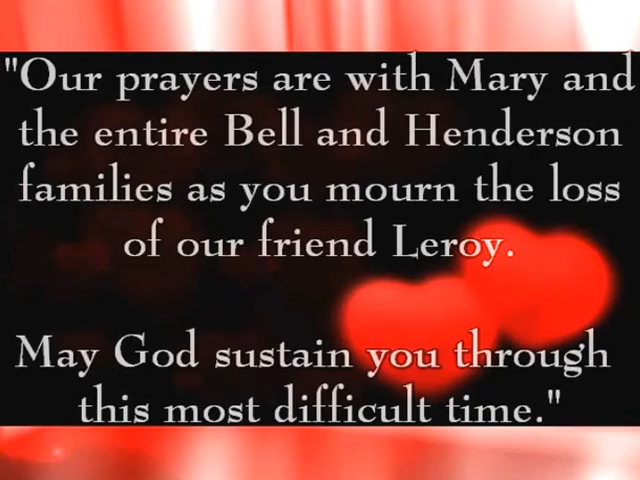 "Our prayers are with Mary and
the entire Bell and Henderson
families as you mourn the loss
of our friend Leroy.
May God sustain you through
this most difficult time."